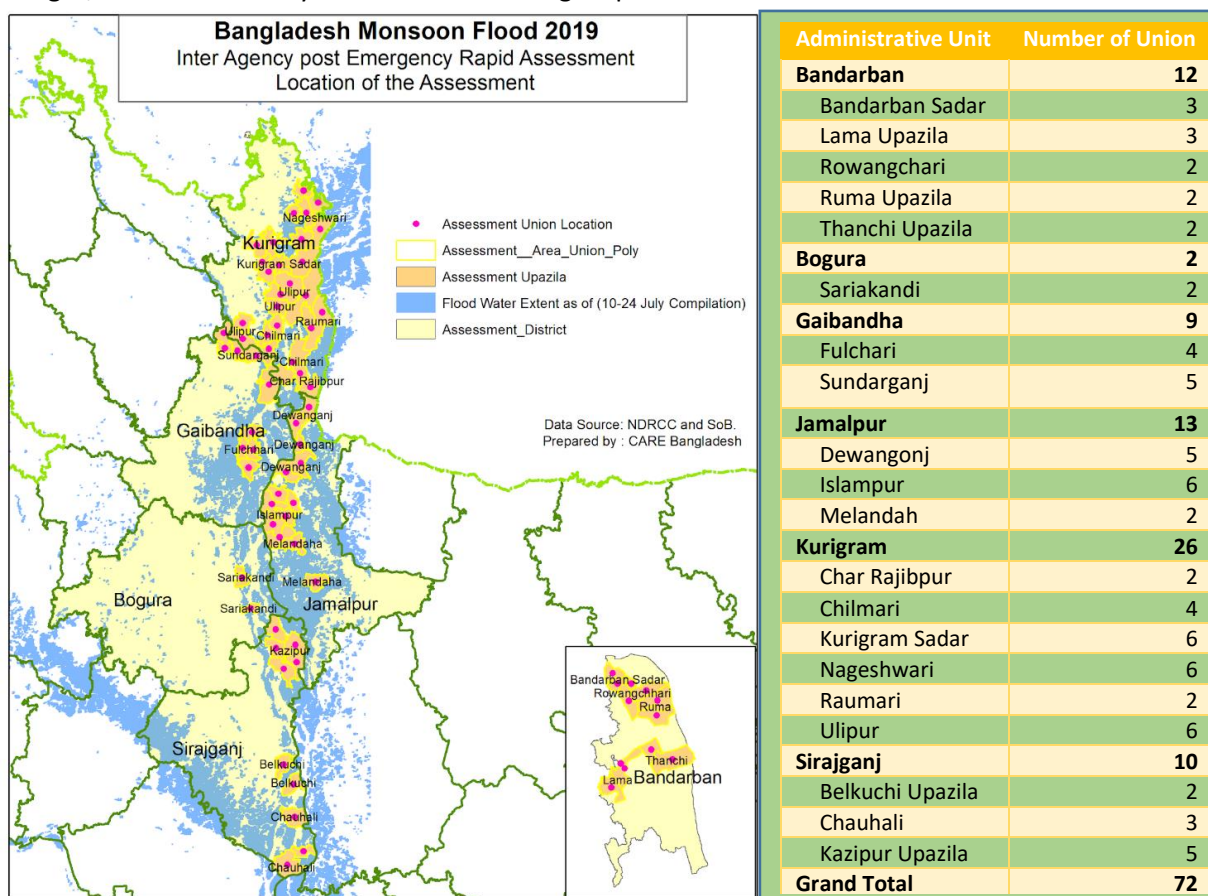 Bangladesh Monsoon Flood 2019
Inter Agency post Emergency Rapid Assessment
Location of the Assessment
Assessment Union Location
Assessment__Area_Union_Poly
Assessment Upazila
Flood Water Extent as of (10-24 July Compilation)
Assessment_District
Data Source: NDRCC and SoB.
Prepared by : CARE Bangladesh
Nageshwari
Kurigram
Kurigram Sadar
Ulipur
Ulipur
Raumari
Ulipur
Chilmari
Sundarganj
Chilmari
Char Rajibpur
Dewanganj
Gaibandha
Fulchhari
Dewanganj
Dewanganj
Islampur
Melandaha
Sariakandi
Melandaha
Bogura
Jamalpur
Sariakandi
Kazipur
Sirajganj
Belkuchi
Belkuchi
Chauhali
Chauhali
Bandarban Sadar
Rowangchhari
Ruma
Thanchi
Lama
Bandarban
Administrative Unit Number of Union
Bandarban 12
Bandarban Sadar 3
Lama Upazila 3
Rowangchari 2
Ruma Upazila 2
Thanchi Upazila 2
Bogura 2
Sariakandi 2
Gaibandha 9
Fulchari 4
Sundarganj 5
Jamalpur 13
Dewangonj 5
Islampur 6
Melandah 2
Kurigram 26
Char Rajibpur 2
Chilmari 4
Kurigram Sadar 6
Nageshwari 6
Raumari 2
Ulipur 6
Sirajganj 10
Belkuchi Upazila 2
Chauhali 3
Kazipur Upazila 5
Grand Total 72